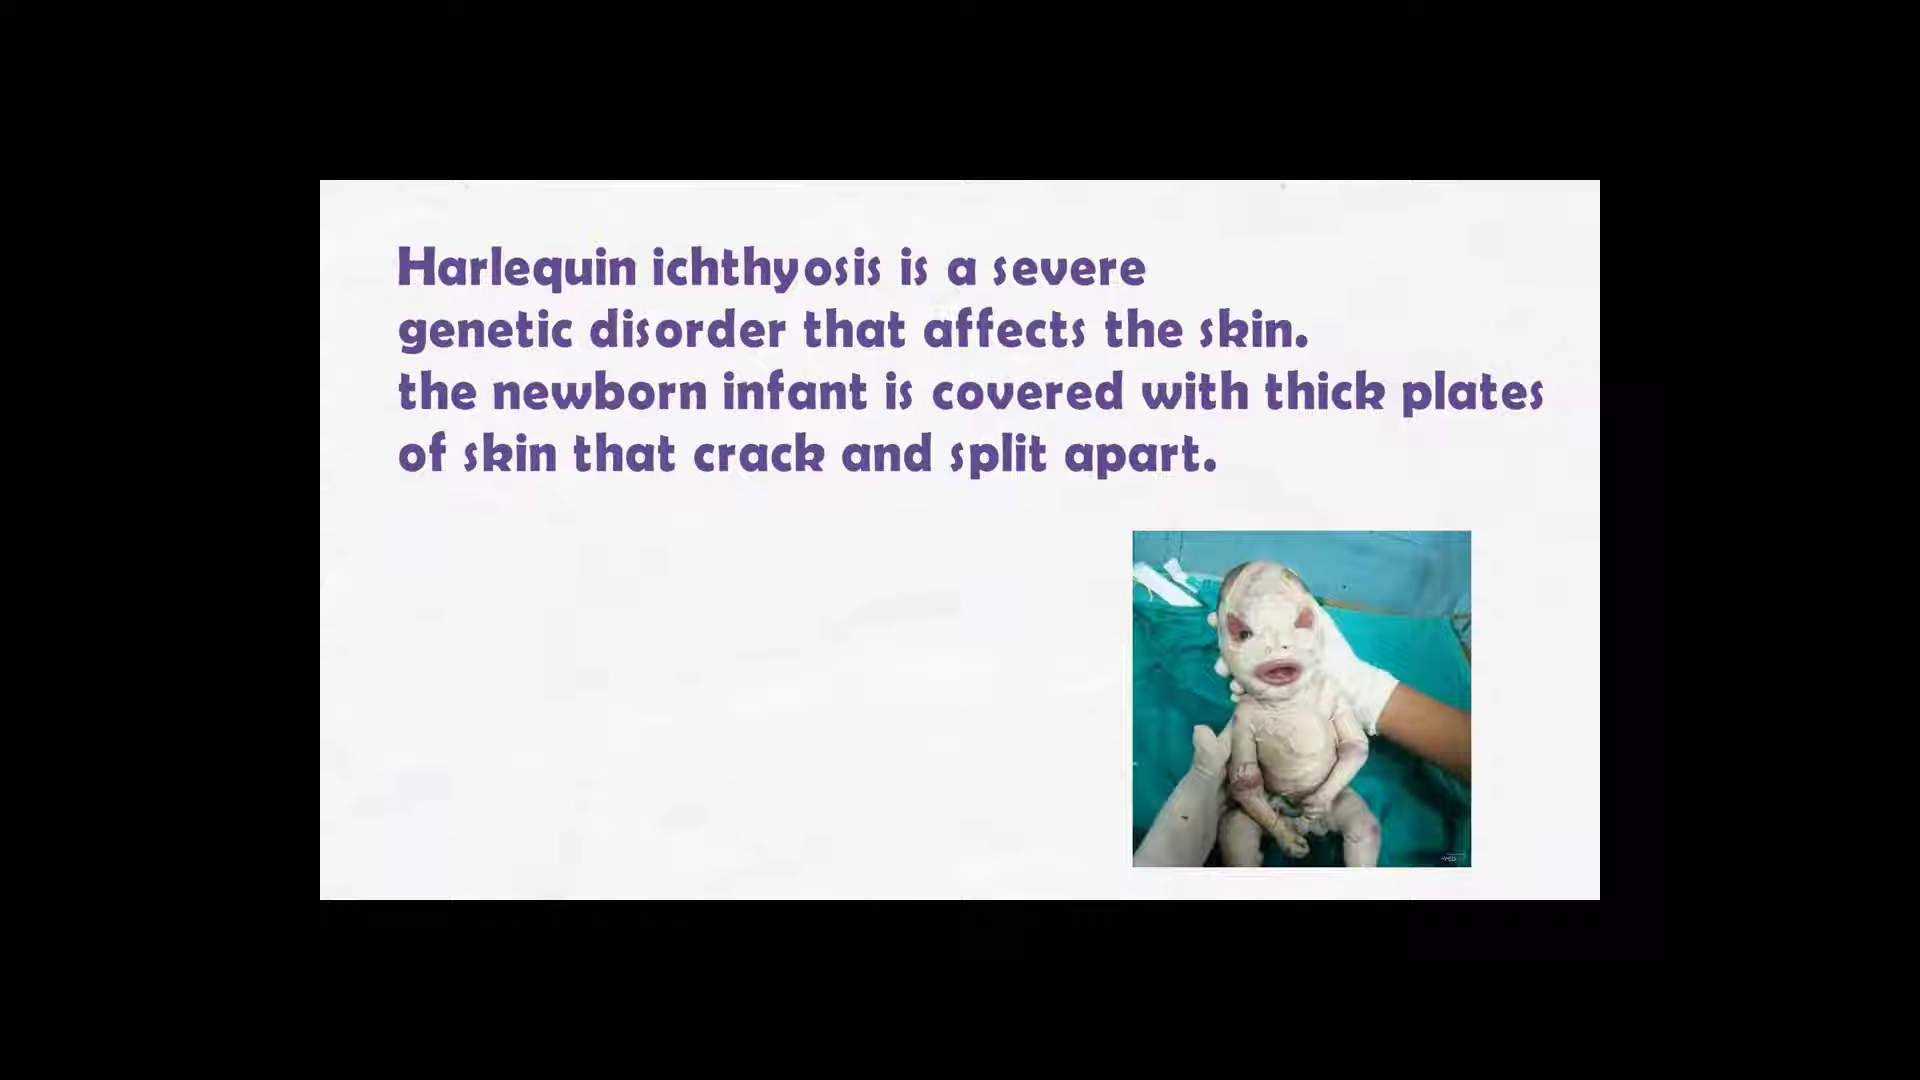 Harlequin ichthyosis is a severe
genetic disorder that affects the skin.
the newborn infant is covered with thick plates
of skin that crack and split apart.